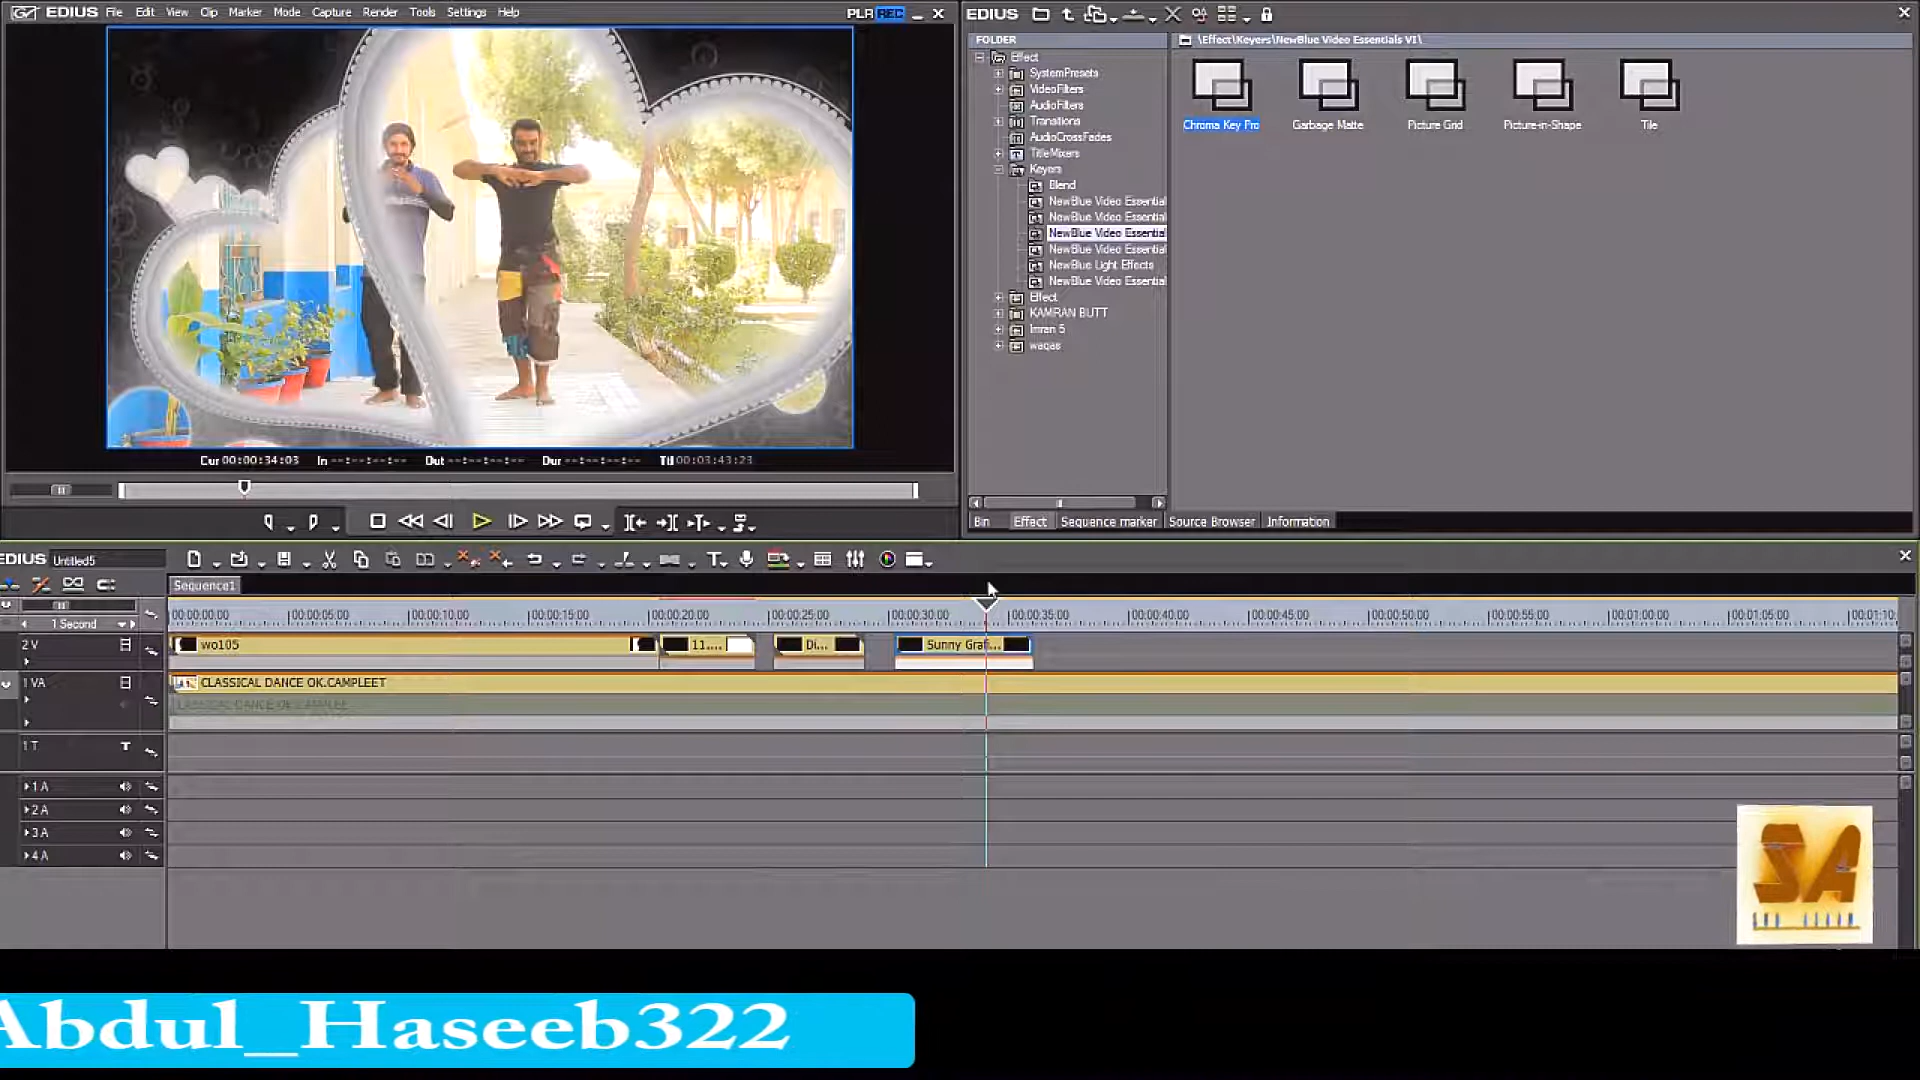 EDIUS File Edit View Clip Marker Mode Capture Render Tools Settings Help
PLR REC
Cur 00:00:34:03 In --:--:--:-- Out --:--:--:-- Dur --:--:--:-- Ttl 00:03:43:23
EDIUS
FOLDER
Effect
SystemPresets
VideoFilters
AudioFilters
Transitions
AudioCrossFades
TitleMixers
Keyers
Blend
NewBlue Video Essential
NewBlue Video Essential
NewBlue Video Essential
NewBlue Video Essential
NewBlue Light Effects
NewBlue Video Essential
Effect
KAMRAN BUTT
Imran 5
waqas
\Effect\Keyers\NewBlue Video Essentials VI\
Chroma Key Pro Garbage Matte Picture Grid Picture-in-Shape Tile
Bin Effect Sequence marker Source Browser Information
EDIUS Untitled5
Sequence1
1 Second
00:00:00:00 00:00:05:00 00:00:10:00 00:00:15:00 00:00:20:00 00:00:25:00 00:00:30:00 00:00:35:00 00:00:40:00 00:00:45:00 00:00:50:00 00:00:55:00 00:01:00:00 00:01:05:00 00:01:10:
2 V wo105 11.... Di... Sunny Graf...
1 VA CLASSICAL DANCE OK.CAMPLEET
1 T T
1 A
2 A
3 A
4 A
SA
Abdul_Haseeb322